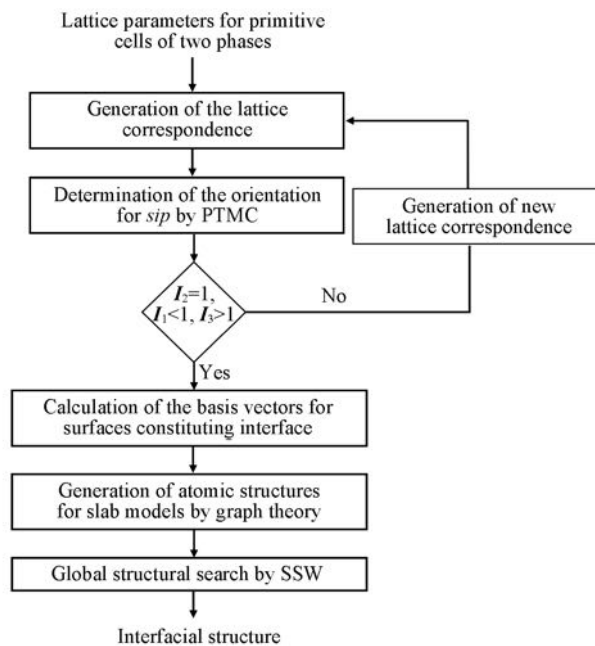 Lattice parameters for primitive
cells of two phases
Generation of the lattice
correspondence
Determination of the orientation
for sip by PTMC
Generation of new
lattice correspondence
I₂=1,
I₁<1, I₃>1
No
Yes
Calculation of the basis vectors for
surfaces constituting interface
Generation of atomic structures
for slab models by graph theory
Global structural search by SSW
Interfacial structure